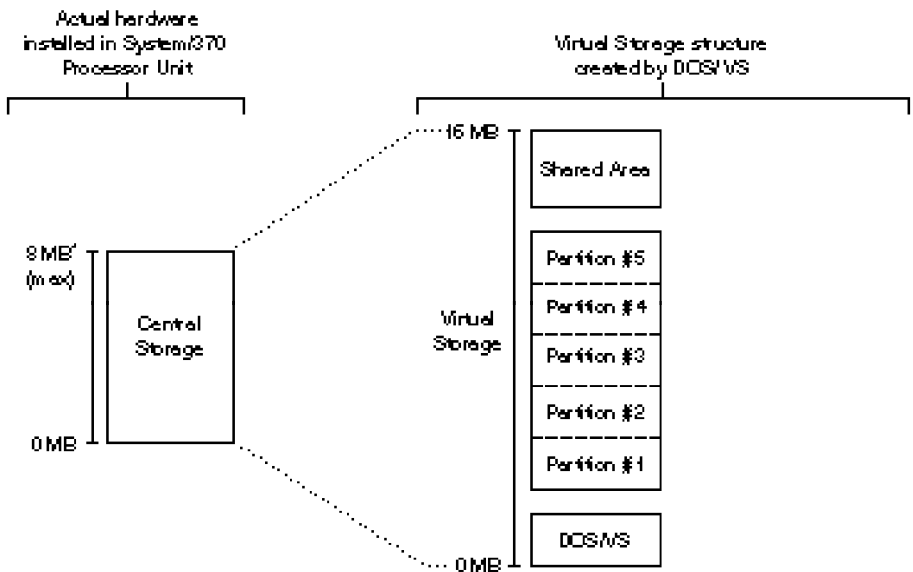 Actual hardware
installed in System/370
Processor Unit
Virtual Storage structure
created by DOS/VS
16 MB
Shared Area
8 MB'
(max)
Central
Storage
0 MB
Virtual
Storage
Partition #5
Partition #4
Partition #3
Partition #2
Partition #1
DOS/VS
0 MB